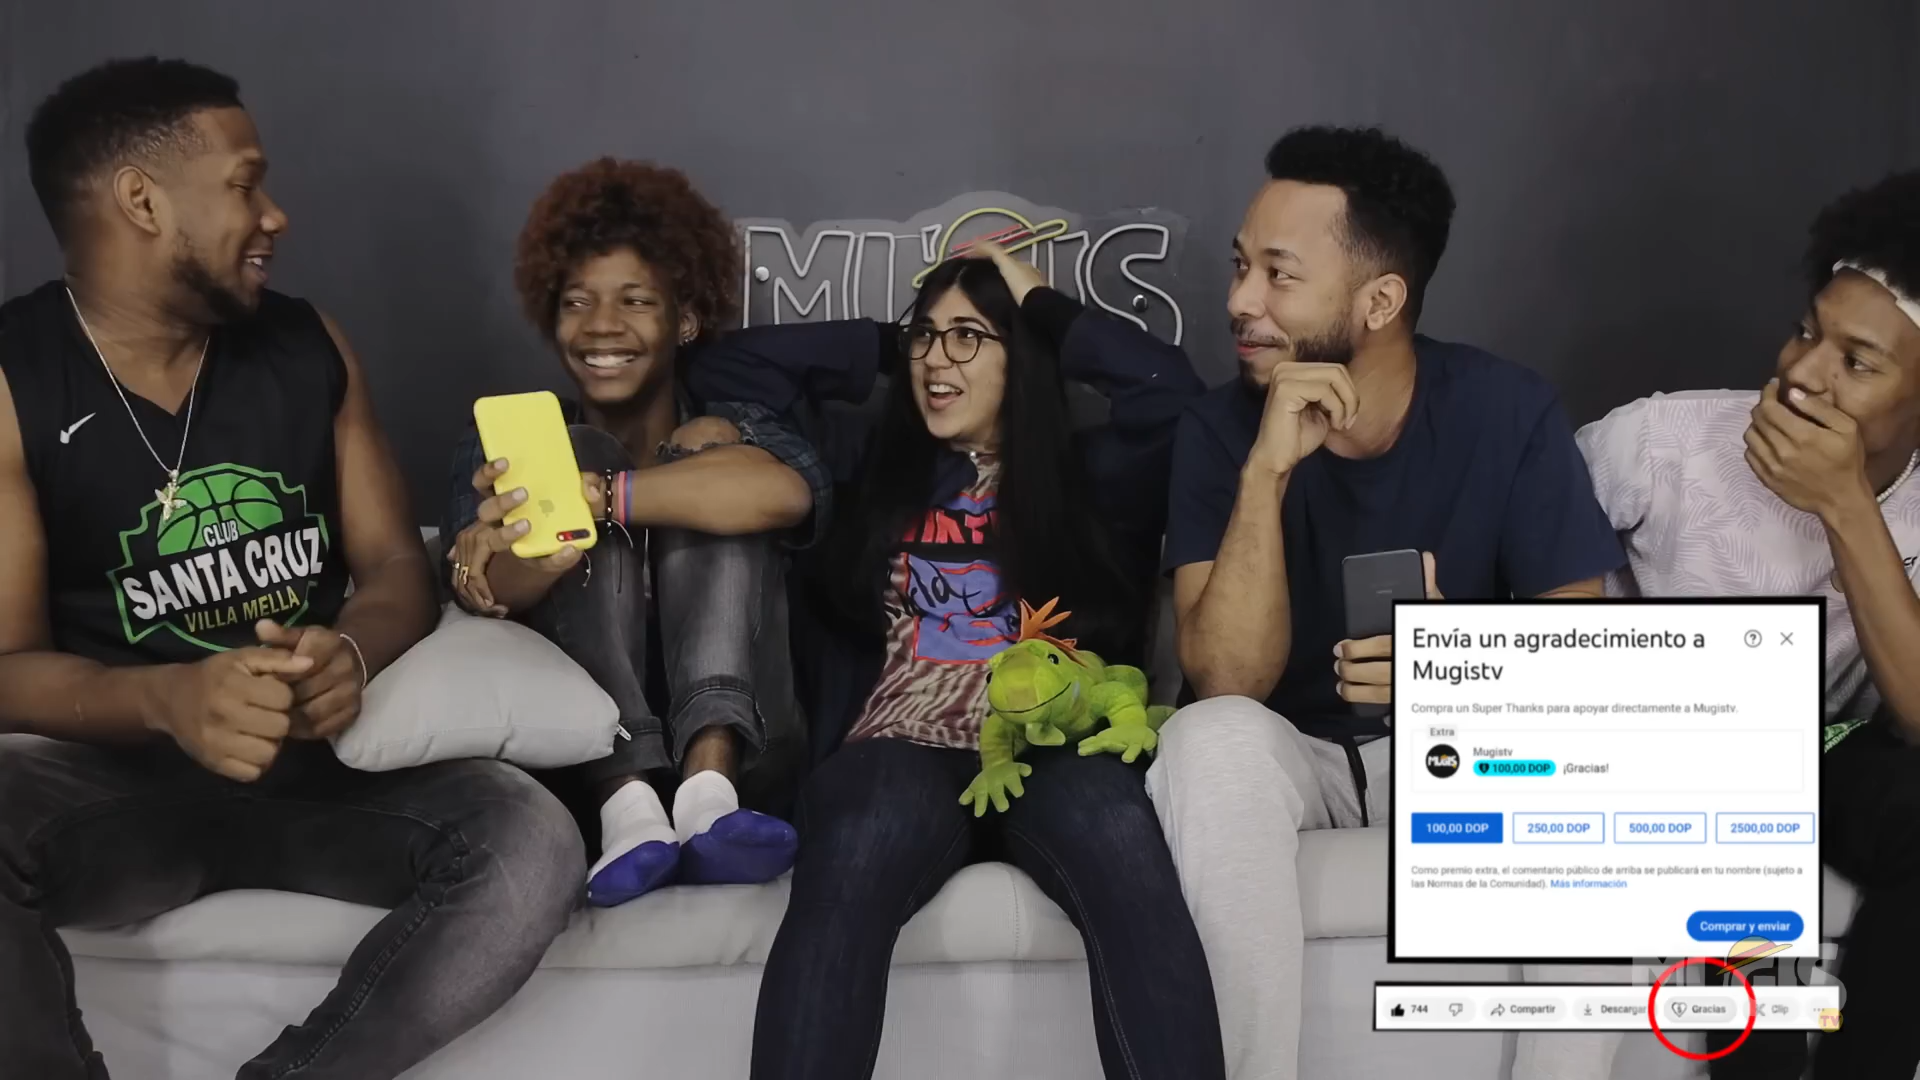 MUGIS
CLUB
SANTA CRUZ
VILLA MELLA
Envía un agradecimiento a
Mugistv
Compra un Super Thanks para apoyar directamente a Mugistv.
Extra
MUGIS
Mugistv
100,00 DOP ¡Gracias!
100,00 DOP 250,00 DOP 500,00 DOP 2500,00 DOP
Como premio extra, el comentario público de arriba se publicará en tu nombre (sujeto a
las Normas de la Comunidad). Más información
Comprar y enviar
MUGIS
744 Compartir Descargar Gracias Clip
TV